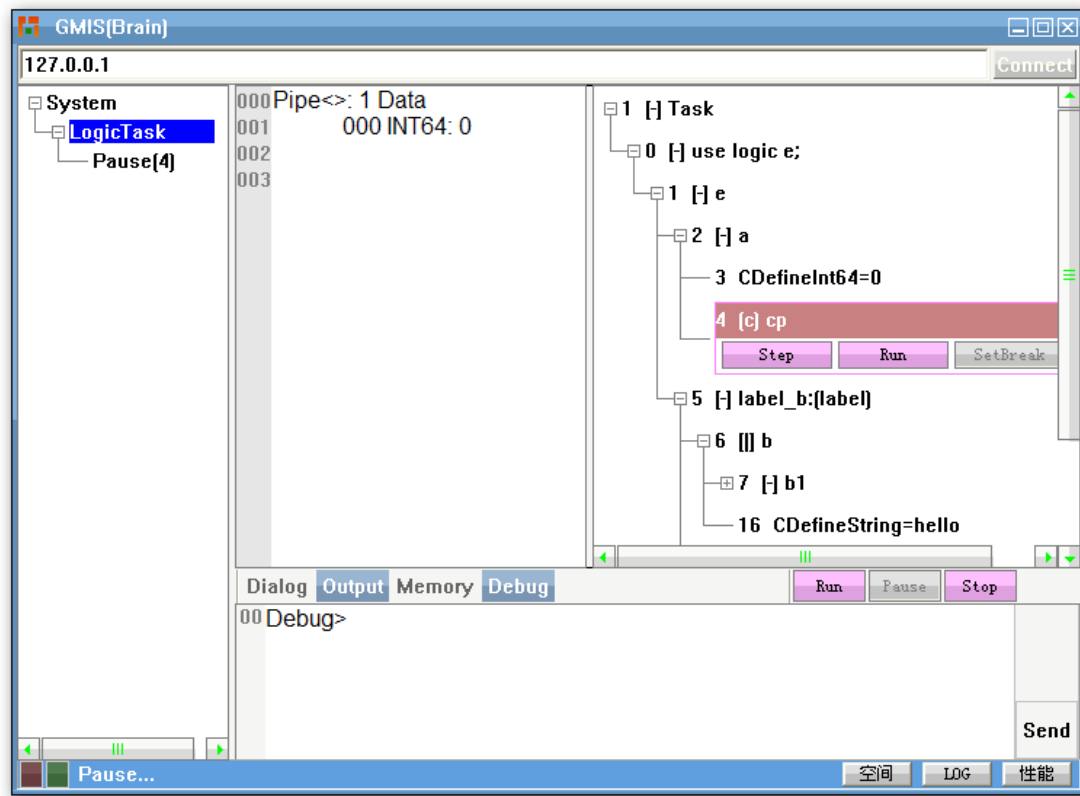 GMIS(Brain)
127.0.0.1
Connect
System
LogicTask
Pause(4)
000 Pipe<>: 1 Data
001 000 INT64: 0
002
003
1 [-] Task
0 [-] use logic e;
1 [-] e
2 [-] a
3 CDefineInt64=0
4 (c) cp
Step Run SetBreak
5 [-] label_b:(label)
6 [|] b
7 [-] b1
16 CDefineString=hello
Dialog Output Memory Debug Run Pause Stop
00 Debug>
Send
Pause... 空间 LOG 性能